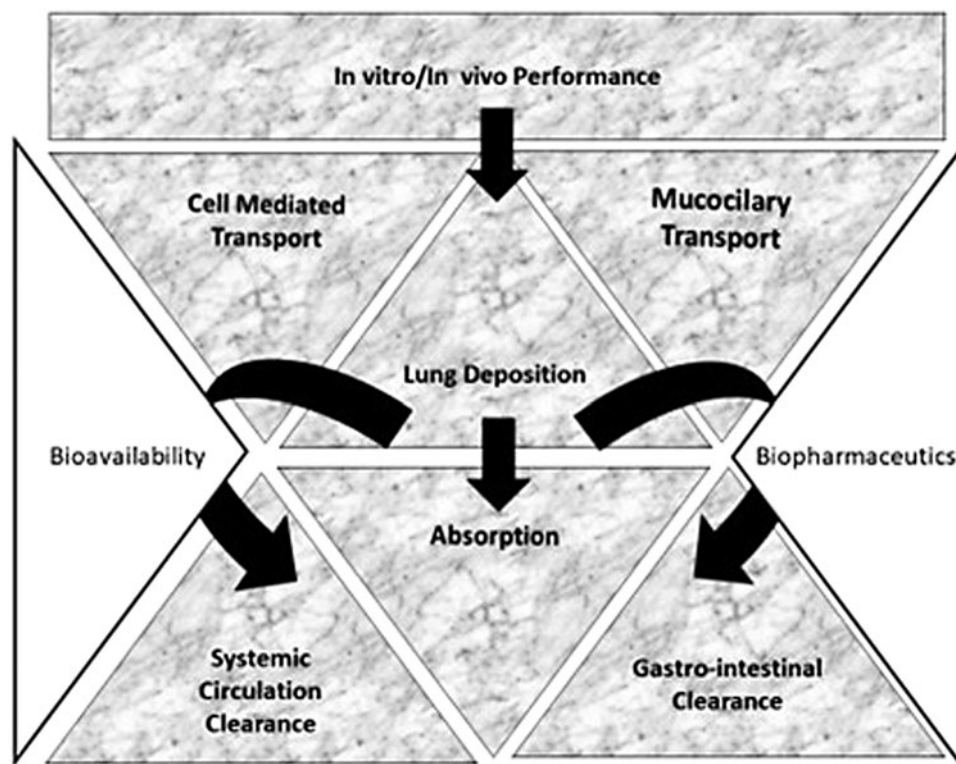 In vitro/In vivo Performance
Cell Mediated
Transport
Mucocilary
Transport
Lung Deposition
Bioavailability
Biopharmaceutics
Absorption
Systemic
Circulation
Clearance
Gastro-intestinal
Clearance